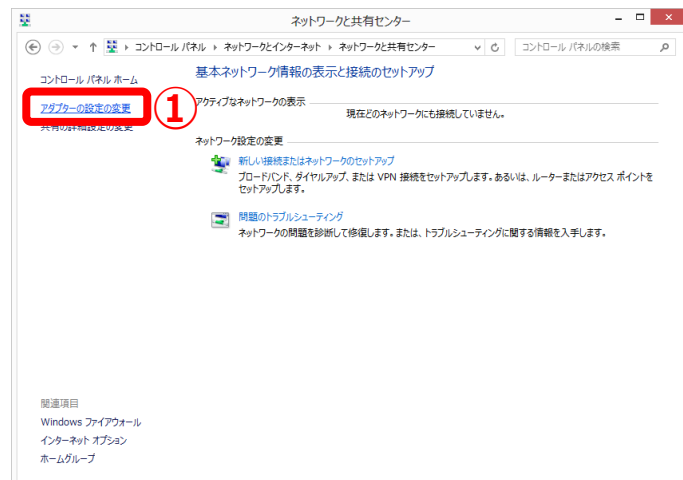 ネットワークと共有センター
コントロール パネル ネットワークとインターネット ネットワークと共有センター
コントロール パネルの検索
コントロール パネル ホーム
アダプターの設定の変更
①
共有の詳細設定の変更
基本ネットワーク情報の表示と接続のセットアップ
アクティブなネットワークの表示
現在どのネットワークにも接続していません。
ネットワーク設定の変更
新しい接続またはネットワークのセットアップ
ブロードバンド、ダイヤルアップ、または VPN 接続をセットアップします。あるいは、ルーターまたはアクセス ポイントを
セットアップします。
問題のトラブルシューティング
ネットワークの問題を診断して修復します。または、トラブルシューティングに関する情報を入手します。
関連項目
Windows ファイアウォール
インターネット オプション
ホームグループ